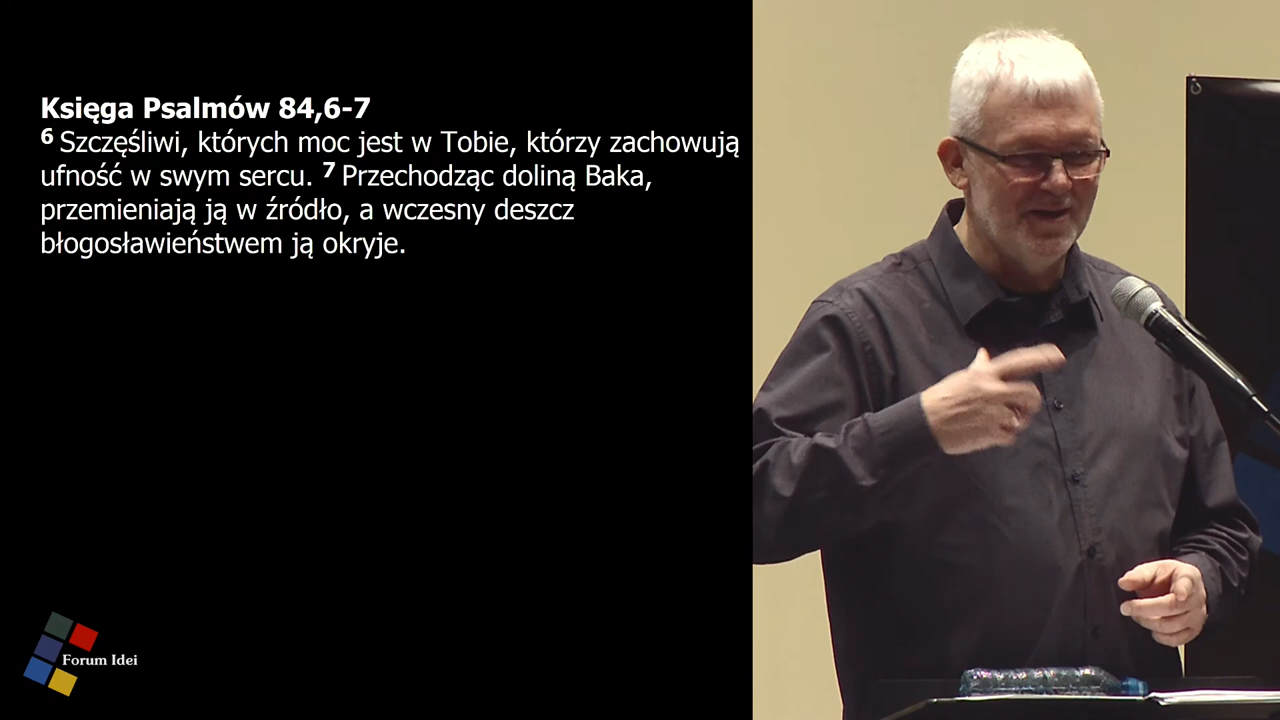 Księga Psalmów 84,6-7
6 Szczęśliwi, których moc jest w Tobie, którzy zachowują
ufność w swym sercu. 7 Przechodząc doliną Baka,
przemieniają ją w źródło, a wczesny deszcz
błogosławieństwem ją okryje.
Forum Idei